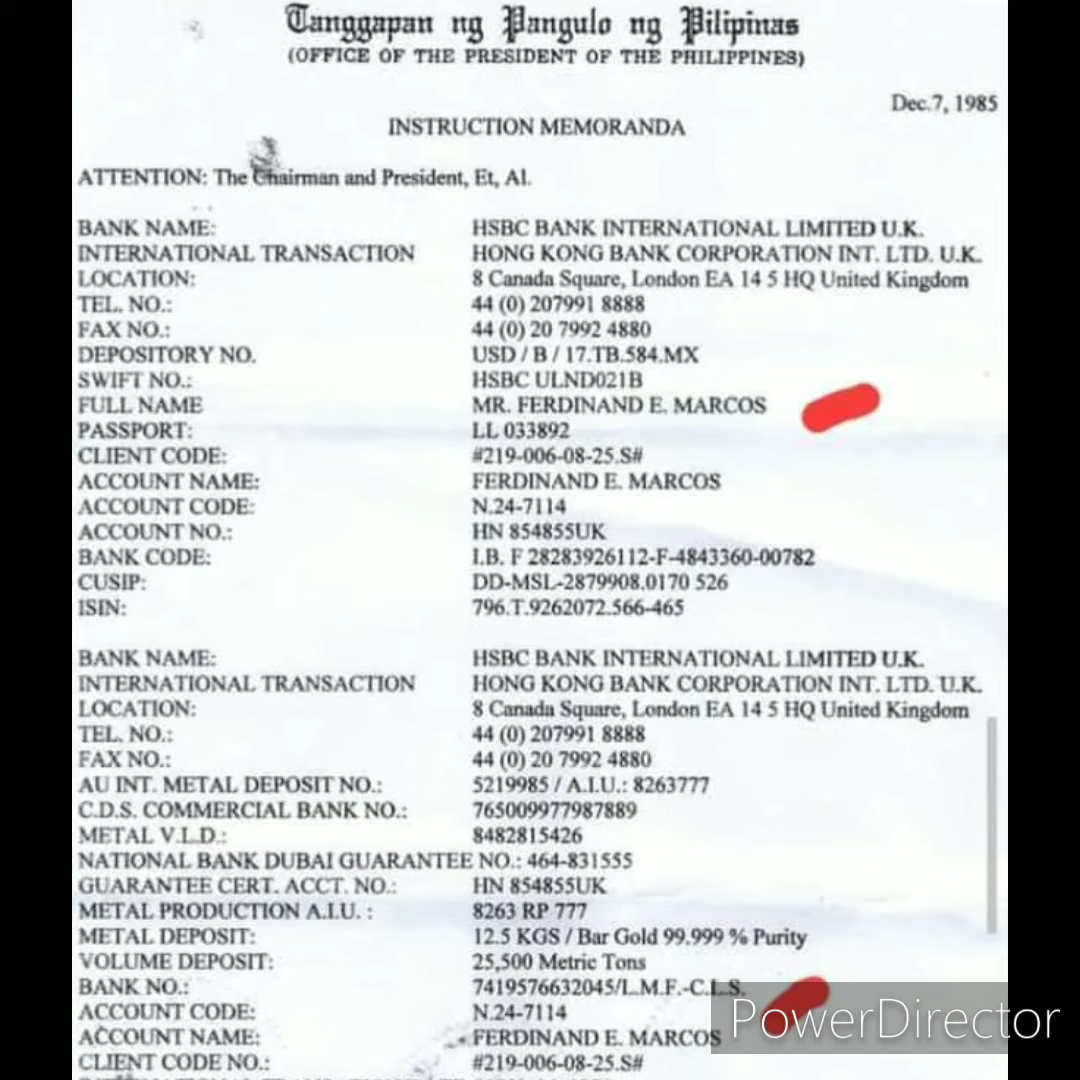 Tanggapan ng Pangulo ng Pilipinas
(OFFICE OF THE PRESIDENT OF THE PHILIPPINES)
Dec.7, 1985
INSTRUCTION MEMORANDA
ATTENTION: The Chairman and President, Et, Al.
BANK NAME: HSBC BANK INTERNATIONAL LIMITED U.K.
INTERNATIONAL TRANSACTION HONG KONG BANK CORPORATION INT. LTD. U.K.
LOCATION: 8 Canada Square, London EA 14 5 HQ United Kingdom
TEL. NO.: 44 (0) 207991 8888
FAX NO.: 44 (0) 20 7992 4880
DEPOSITORY NO. USD / B / 17.TB.584.MX
SWIFT NO.: HSBC ULND021B
FULL NAME MR. FERDINAND E. MARCOS
PASSPORT: LL 033892
CLIENT CODE: #219-006-08-25.S#
ACCOUNT NAME: FERDINAND E. MARCOS
ACCOUNT CODE: N.24-7114
ACCOUNT NO.: HN 854855UK
BANK CODE: I.B. F 28283926112-F-4843360-00782
CUSIP: DD-MSL-2879908.0170 526
ISIN: 796.T.9262072.566-465
BANK NAME: HSBC BANK INTERNATIONAL LIMITED U.K.
INTERNATIONAL TRANSACTION HONG KONG BANK CORPORATION INT. LTD. U.K.
LOCATION: 8 Canada Square, London EA 14 5 HQ United Kingdom
TEL. NO.: 44 (0) 207991 8888
FAX NO.: 44 (0) 20 7992 4880
AU INT. METAL DEPOSIT NO.: 5219985 / A.I.U.: 8263777
C.D.S. COMMERCIAL BANK NO.: 765009977987889
METAL V.L.D.: 8482815426
NATIONAL BANK DUBAI GUARANTEE NO.: 464-831555
GUARANTEE CERT. ACCT. NO.: HN 854855UK
METAL PRODUCTION A.I.U. : 8263 RP 777
METAL DEPOSIT: 12.5 KGS / Bar Gold 99.999 % Purity
VOLUME DEPOSIT: 25,500 Metric Tons
BANK NO.: 7419576632045/L.M.F.-C.L.S.
ACCOUNT CODE: N.24-7114
ACCOUNT NAME: FERDINAND E. MARCOS
CLIENT CODE NO.: #219-006-08-25.S#
PowerDirector